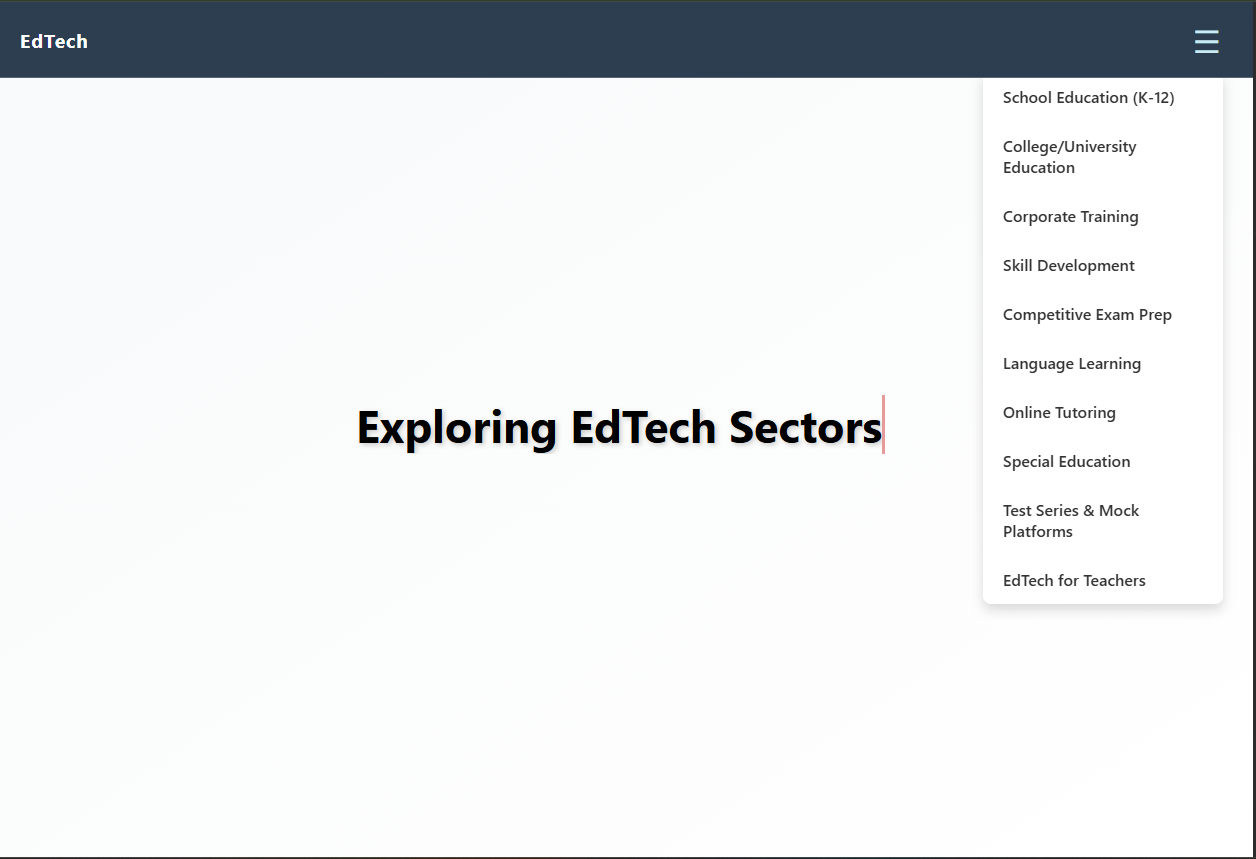 EdTech
School Education (K-12)
College/University
Education
Corporate Training
Skill Development
Competitive Exam Prep
Language Learning
Exploring EdTech Sectors
Online Tutoring
Special Education
Test Series & Mock
Platforms
EdTech for Teachers